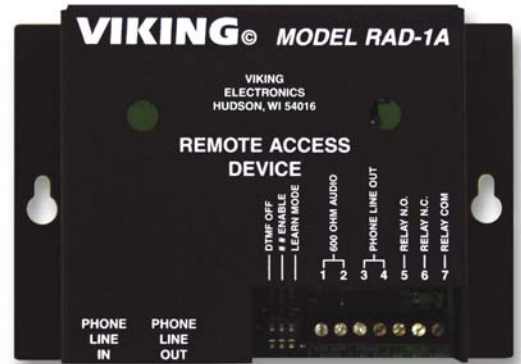 VIKING© MODEL RAD-1A
VIKING
ELECTRONICS
HUDSON, WI 54016
REMOTE ACCESS
DEVICE
DTMF OFF
## ENABLE
LEARN MODE
600 OHM AUDIO
PHONE LINE OUT
RELAY N.O.
RELAY N.C.
RELAY COM
1 2 3 4 5 6 7
PHONE
LINE
IN
PHONE
LINE
OUT